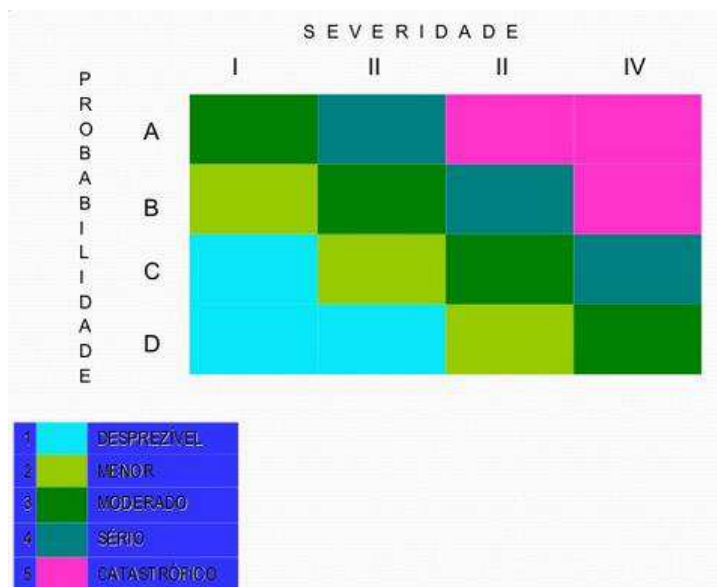 S E V E R I D A D E
I II II IV
P
R
O
B
A
B
I
L
I
D
A
D
E
A
B
C
D
1 DESPREZÍVEL
2 MENOR
3 MODERADO
4 SÉRIO
5 CATASTRÓFICO